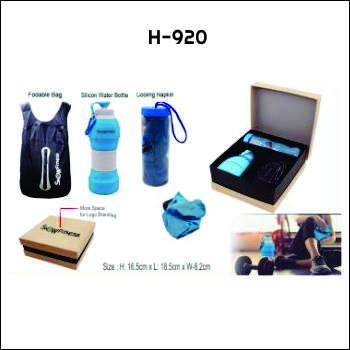 H-920
Fodable Bag
Silicon Water Bottle
Cooling Napkin
More Space
for Logo Branding
Size : H: 16.5cm x L: 18.5cm x W-8.2cm